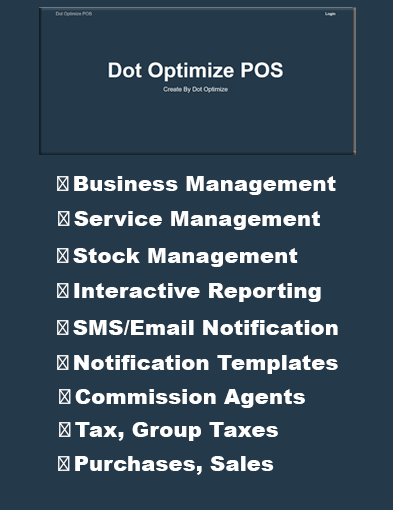 Dot Optimize POS
Login
Dot Optimize POS
Create By Dot Optimize
Business Management
Service Management
Stock Management
Interactive Reporting
SMS/Email Notification
Notification Templates
Commission Agents
Tax, Group Taxes
Purchases, Sales